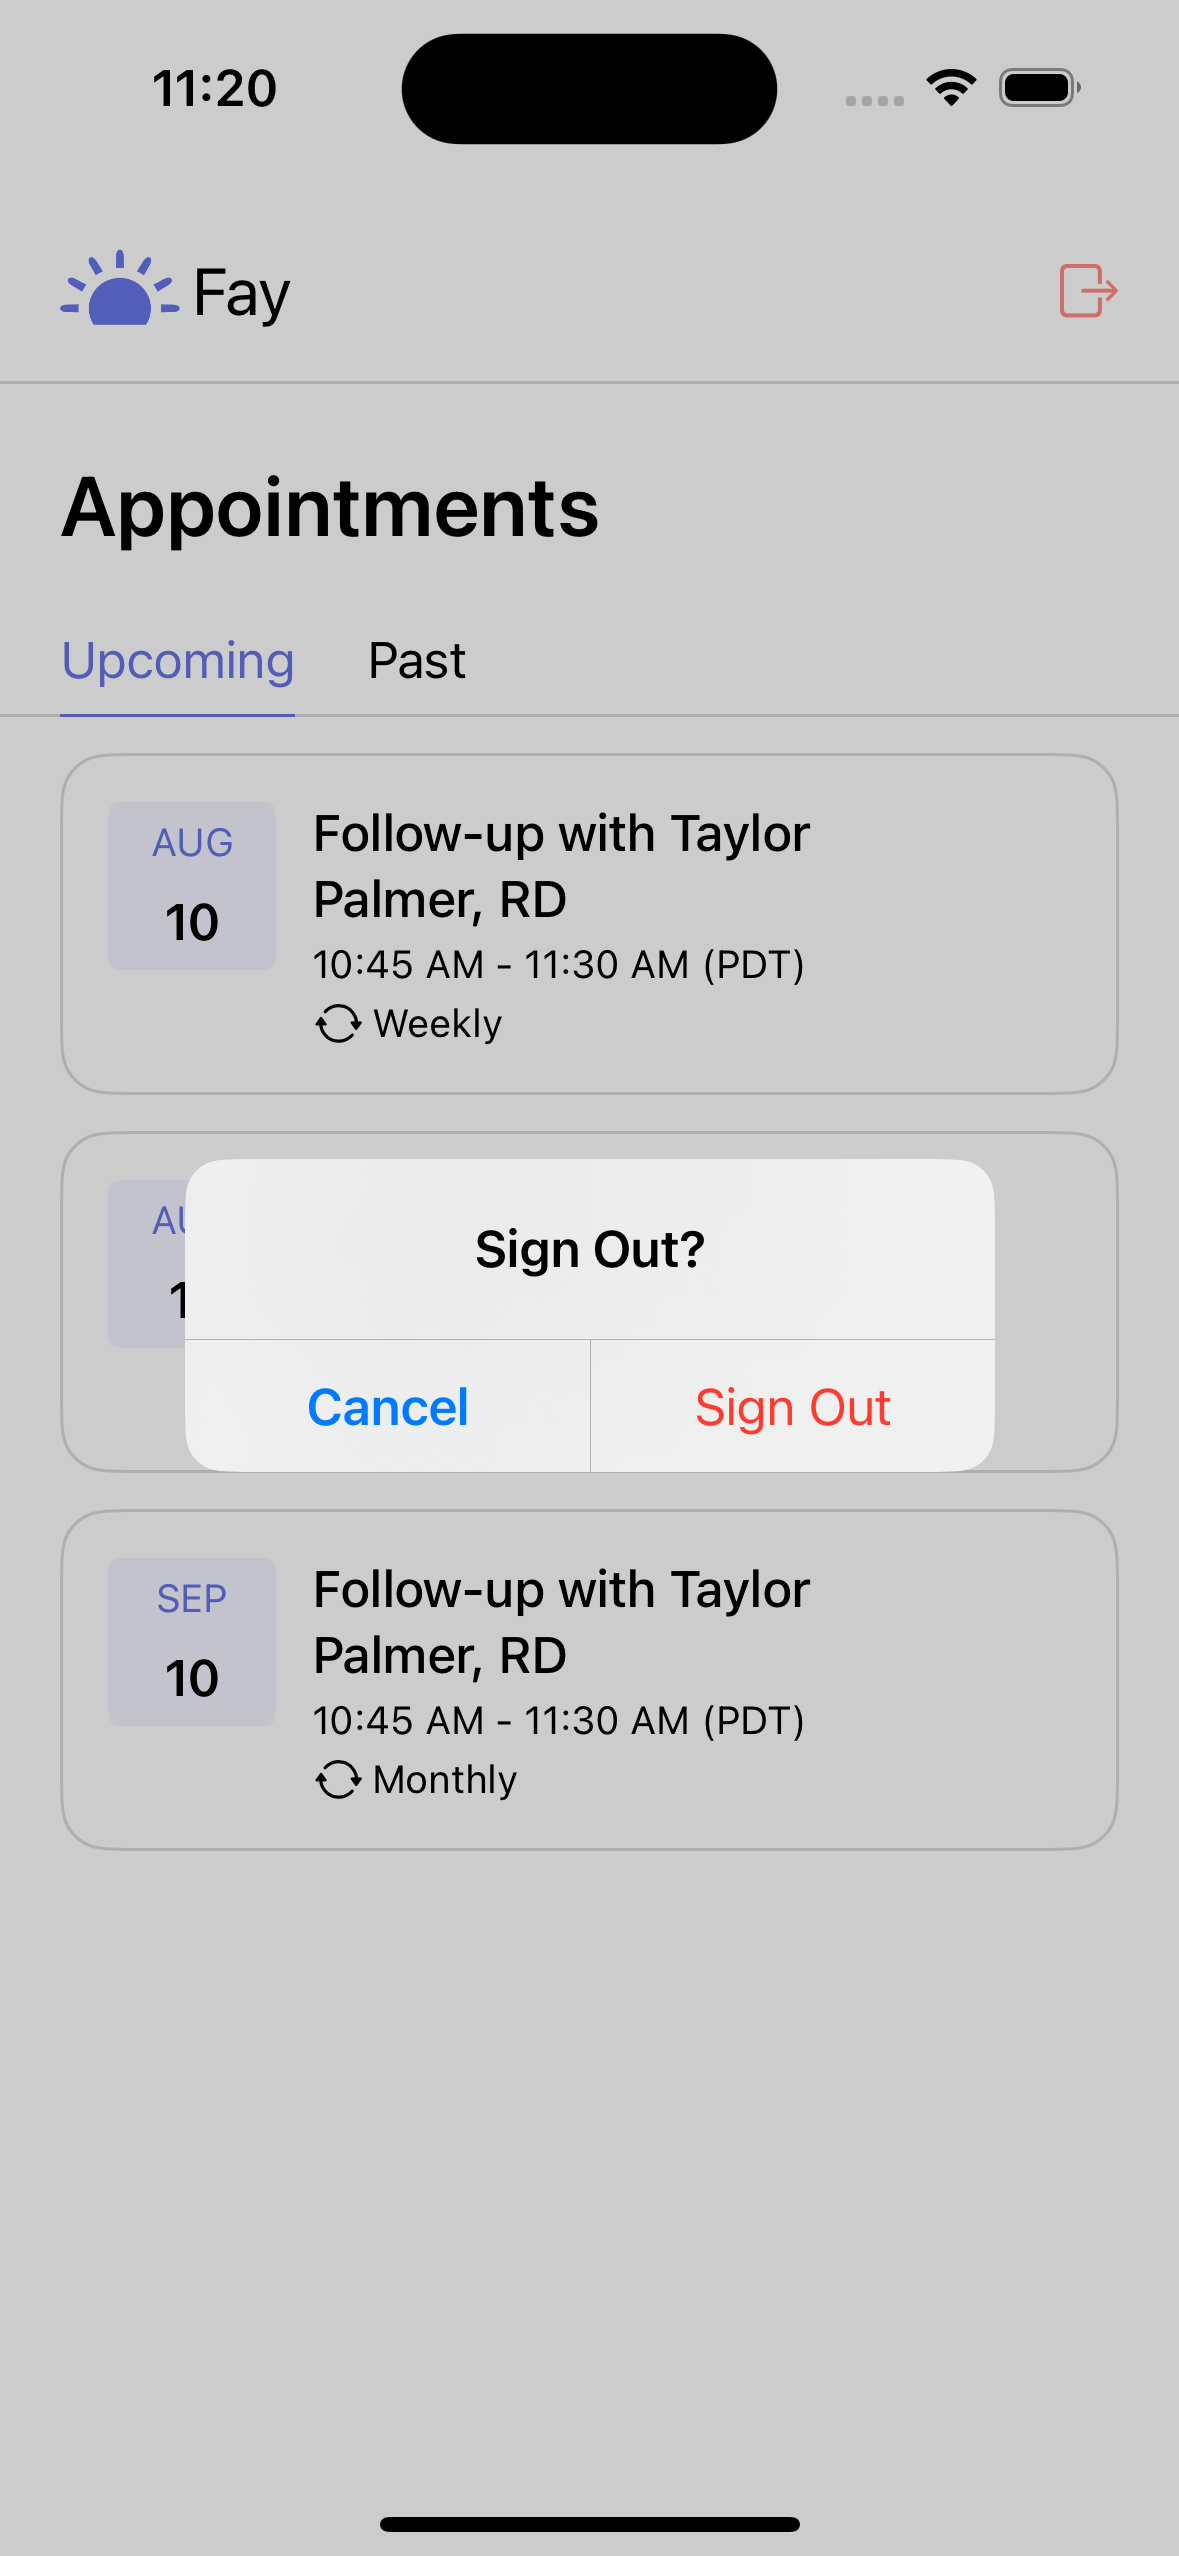 11:20
Fay
Appointments
Upcoming Past
AUG
10
Follow-up with Taylor
Palmer, RD
10:45 AM - 11:30 AM (PDT)
Weekly
Sign Out?
Cancel Sign Out
SEP
10
Follow-up with Taylor
Palmer, RD
10:45 AM - 11:30 AM (PDT)
Monthly